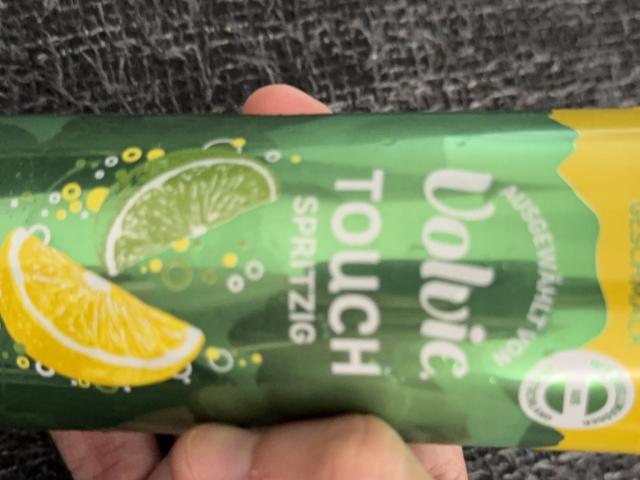 AUSGEWÄHLT VON
Volvic
TOUCH
SPRITZIG